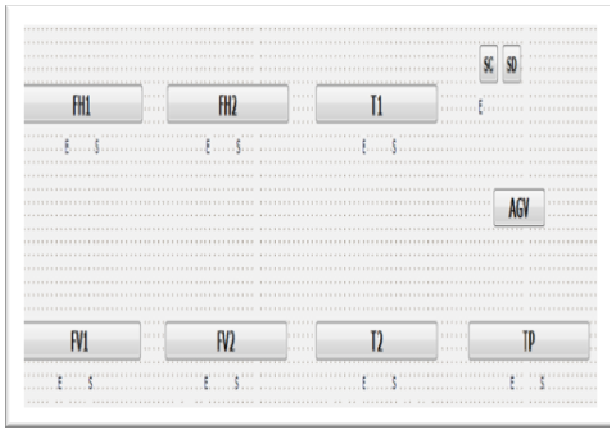 SC SD
FH1 FH2 T1 E
E S E S E S
AGV
FV1 FV2 T2 TP
E S E S E S E S